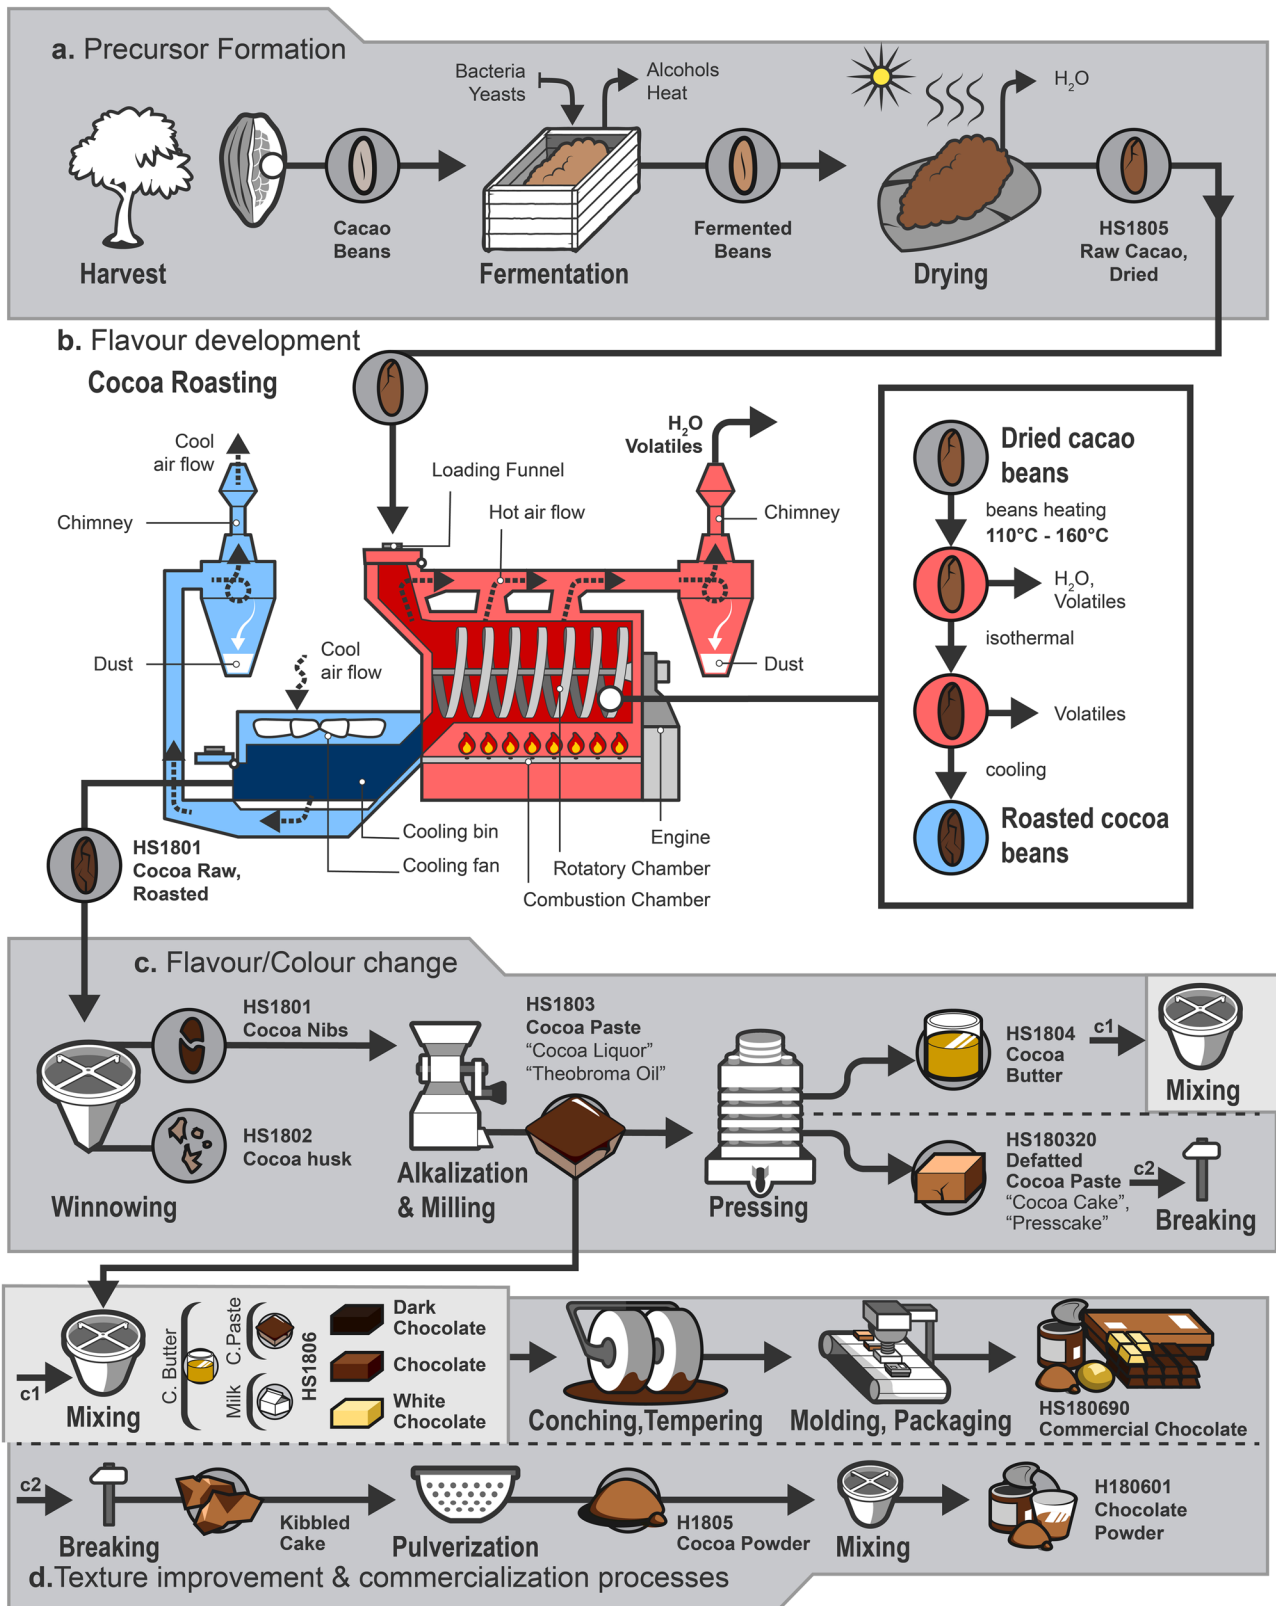 a. Precursor Formation
Bacteria
Yeasts
Alcohols
Heat
H2O
Cacao
Beans
Fermented
Beans
HS1805
Raw Cacao,
Dried
Harvest
Fermentation
Drying
b. Flavour development
Cocoa Roasting
Cool
air flow
Chimney
Dust
Loading Funnel
Hot air flow
H2O
Volatiles
Chimney
Dust
Cool
air flow
Cooling bin
Cooling fan
Engine
Rotatory Chamber
Combustion Chamber
Dried cacao
beans
beans heating
110°C - 160°C
H2O,
Volatiles
isothermal
Volatiles
cooling
Roasted cocoa
beans
HS1801
Cocoa Raw,
Roasted
c. Flavour/Colour change
HS1801
Cocoa Nibs
HS1802
Cocoa husk
Winnowing
Alkalization
& Milling
HS1803
Cocoa Paste
“Cocoa Liquor”
“Theobroma Oil”
Pressing
HS1804
Cocoa
Butter
c1
Mixing
HS180320
Defatted
Cocoa Paste
“Cocoa Cake”,
“Presscake”
c2
Breaking
c1
Mixing
C. Butter
C.Paste
Milk
HS1806
Dark
Chocolate
Chocolate
White
Chocolate
Conching,Tempering
Molding, Packaging
HS180690
Commercial Chocolate
c2
Breaking
Kibbled
Cake
Pulverization
H1805
Cocoa Powder
Mixing
H180601
Chocolate
Powder
d.Texture improvement & commercialization processes